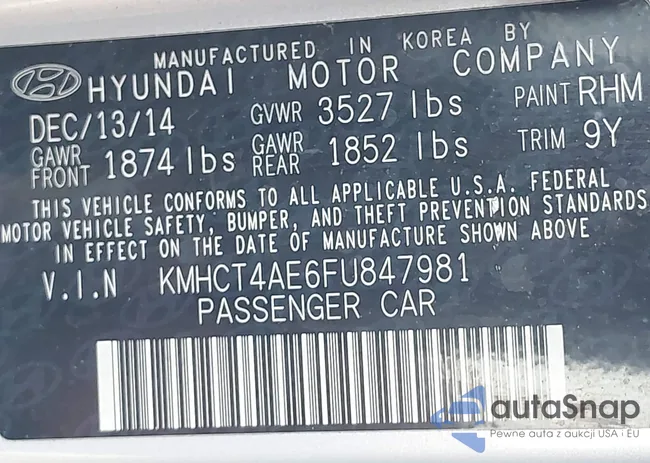 MANUFACTURED IN KOREA BY
HYUNDAI MOTOR COMPANY
DEC/13/14 GVWR 3527 lbs PAINT RHM
GAWR FRONT 1874 lbs GAWR REAR 1852 lbs TRIM 9Y
THIS VEHICLE CONFORMS TO ALL APPLICABLE U.S.A. FEDERAL
MOTOR VEHICLE SAFETY, BUMPER, AND THEFT PREVENTION STANDARDS
IN EFFECT ON THE DATE OF MANUFACTURE SHOWN ABOVE
V.I.N KMHCT4AE6FU847981
PASSENGER CAR
autaSnap
Pewne auta z aukcji USA i EU